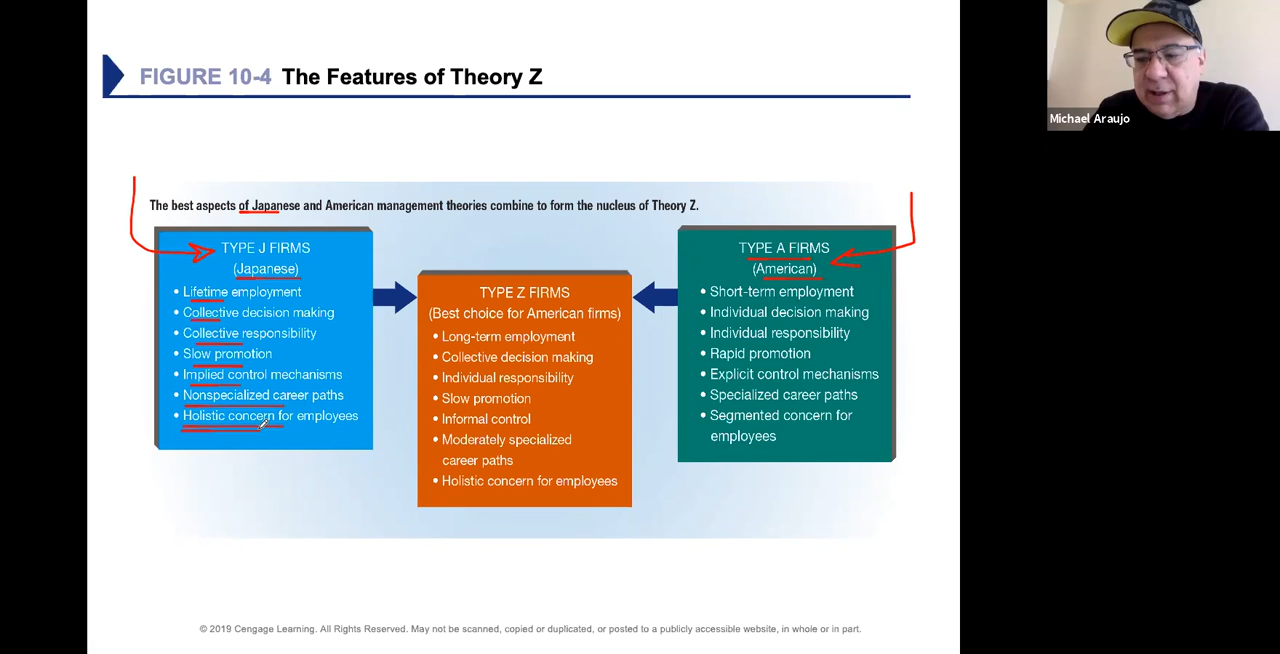 FIGURE 10-4 The Features of Theory Z
Michael Araujo
The best aspects of Japanese and American management theories combine to form the nucleus of Theory Z.
TYPE J FIRMS
(Japanese)
• Lifetime employment
• Collective decision making
• Collective responsibility
• Slow promotion
• Implied control mechanisms
• Nonspecialized career paths
• Holistic concern for employees
TYPE Z FIRMS
(Best choice for American firms)
• Long-term employment
• Collective decision making
• Individual responsibility
• Slow promotion
• Informal control
• Moderately specialized
career paths
• Holistic concern for employees
TYPE A FIRMS
(American)
• Short-term employment
• Individual decision making
• Individual responsibility
• Rapid promotion
• Explicit control mechanisms
• Specialized career paths
• Segmented concern for
employees
© 2019 Cengage Learning. All Rights Reserved. May not be scanned, copied or duplicated, or posted to a publicly accessible website, in whole or in part.